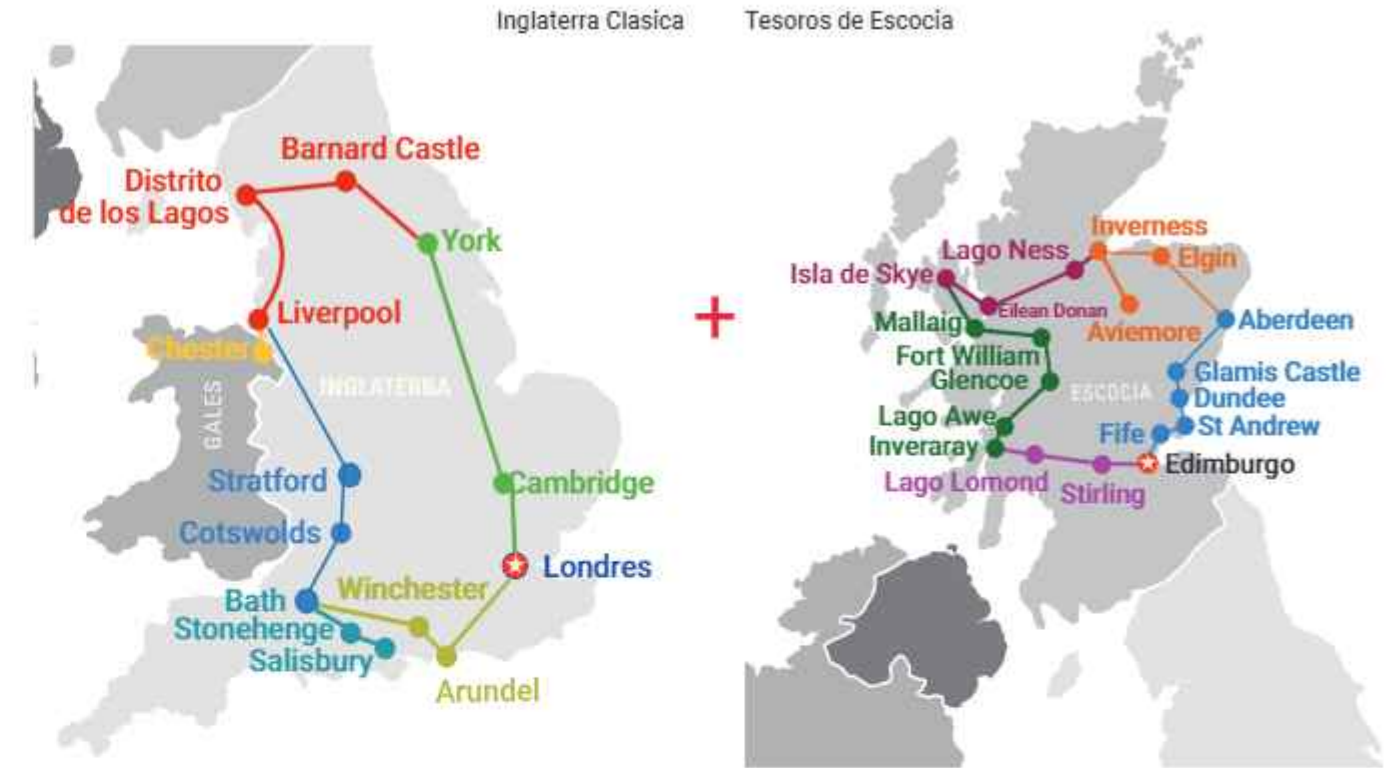 Inglaterra Clasica
Tesoros de Escocia
Barnard Castle
Distrito
de los Lagos
York
Liverpool
Chester
INGLATERRA
GALES
Stratford
Cambridge
Cotswolds
Londres
Winchester
Bath
Stonehenge
Salisbury
Arundel
+
Inverness
Lago Ness
Elgin
Isla de Skye
Eilean Donan
Mallaig
Aviemore
Aberdeen
Fort William
Glencoe
Glamis Castle
ESCOCIA
Dundee
Lago Awe
St Andrew
Fife
Inveraray
Edimburgo
Lago Lomond
Stirling